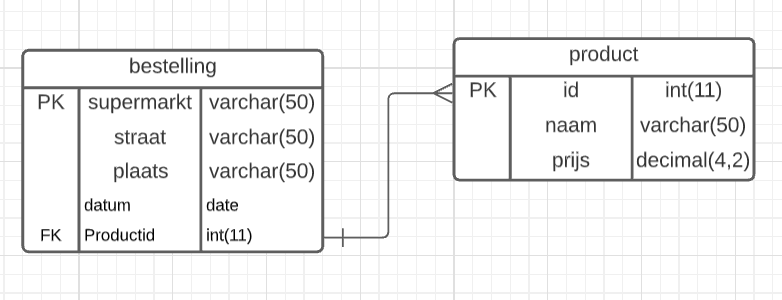 bestelling
PK supermarkt varchar(50)
straat varchar(50)
plaats varchar(50)
datum date
FK Productid int(11)
product
PK id int(11)
naam varchar(50)
prijs decimal(4,2)